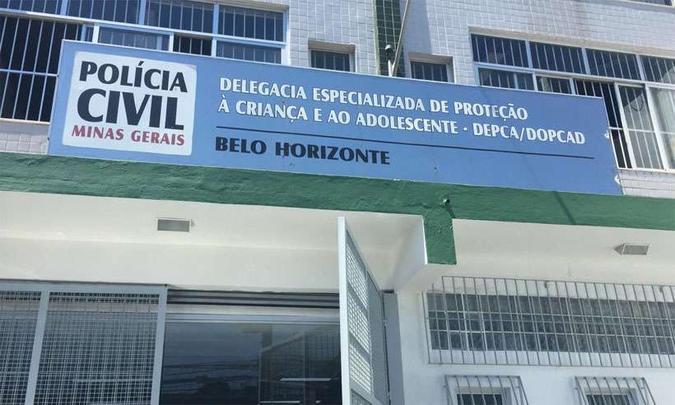 POLÍCIA
CIVIL
MINAS GERAIS
DELEGACIA ESPECIALIZADA DE PROTEÇÃO
À CRIANÇA E AO ADOLESCENTE - DEPCA/DOPCAD
BELO HORIZONTE